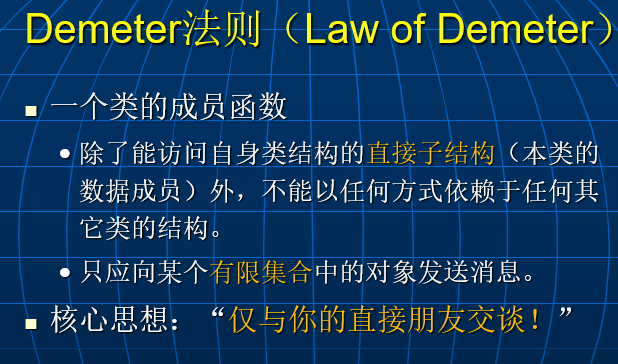 Demeter法则（Law of Demeter）
一个类的成员函数
除了能访问自身类结构的直接子结构（本类的
数据成员）外，不能以任何方式依赖于任何其
它类的结构。
只应向某个有限集合中的对象发送消息。
核心思想：“仅与你的直接朋友交谈！”